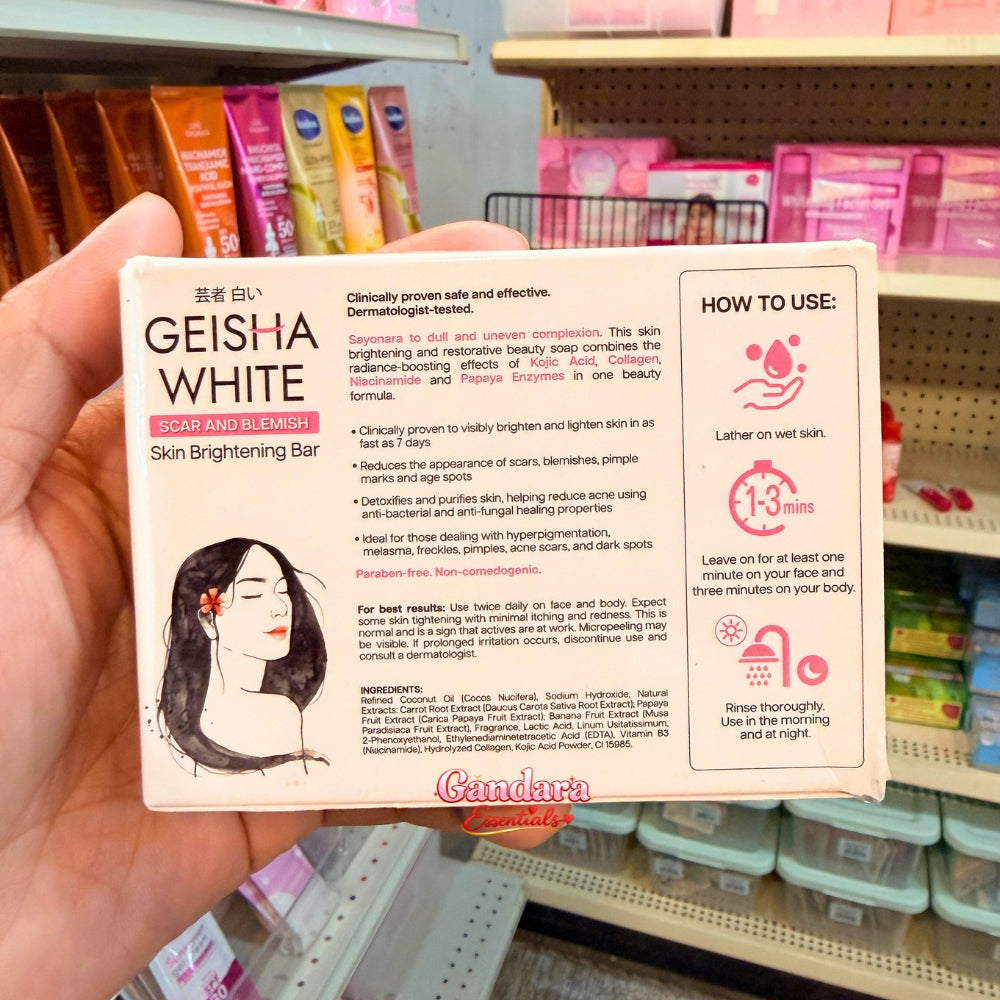 芸者 白い
GEISHA
WHITE
SCAR AND BLEMISH
Skin Brightening Bar
Clinically proven safe and effective.
Dermatologist-tested.
Sayonara to dull and uneven complexion. This skin
brightening and restorative beauty soap combines the
radiance-boosting effects of Kojic Acid, Collagen,
Niacinamide and Papaya Enzymes in one beauty
formula.
• Clinically proven to visibly brighten and lighten skin in as
fast as 7 days
• Reduces the appearance of scars, blemishes, pimple
marks and age spots
• Detoxifies and purifies skin, helping reduce acne using
anti-bacterial and anti-fungal healing properties
• Ideal for those dealing with hyperpigmentation,
melasma, freckles, pimples, acne scars, and dark spots
Paraben-free. Non-comedogenic.
For best results: Use twice daily on face and body. Expect
some skin tightening with minimal itching and redness. This is
normal and is a sign that actives are at work. Micropeeling may
be visible. If prolonged irritation occurs, discontinue use and
consult a dermatologist.
INGREDIENTS:
Refined Coconut Oil (Cocos Nucifera), Sodium Hydroxide, Natural
Extracts: Carrot Root Extract (Daucus Carota Sativa Root Extract); Papaya
Fruit Extract (Carica Papaya Fruit Extract); Banana Fruit Extract (Musa
Paradisiaca Fruit Extract), Fragrance, Lactic Acid, Linum Usitatissimum,
2-Phenoxyethanol, Ethylenediaminetetracetic Acid (EDTA), Vitamin B3
(Niacinamide), Hydrolyzed Collagen, Kojic Acid Powder, CI 15985.
HOW TO USE:
Lather on wet skin.
1-3 mins
Leave on for at least one
minute on your face and
three minutes on your body.
Rinse thoroughly.
Use in the morning
and at night.
Gandara
Essentials
NIACINAMIDE
TRANEXAMIC
ACID
50
50
Whitening Facial Set